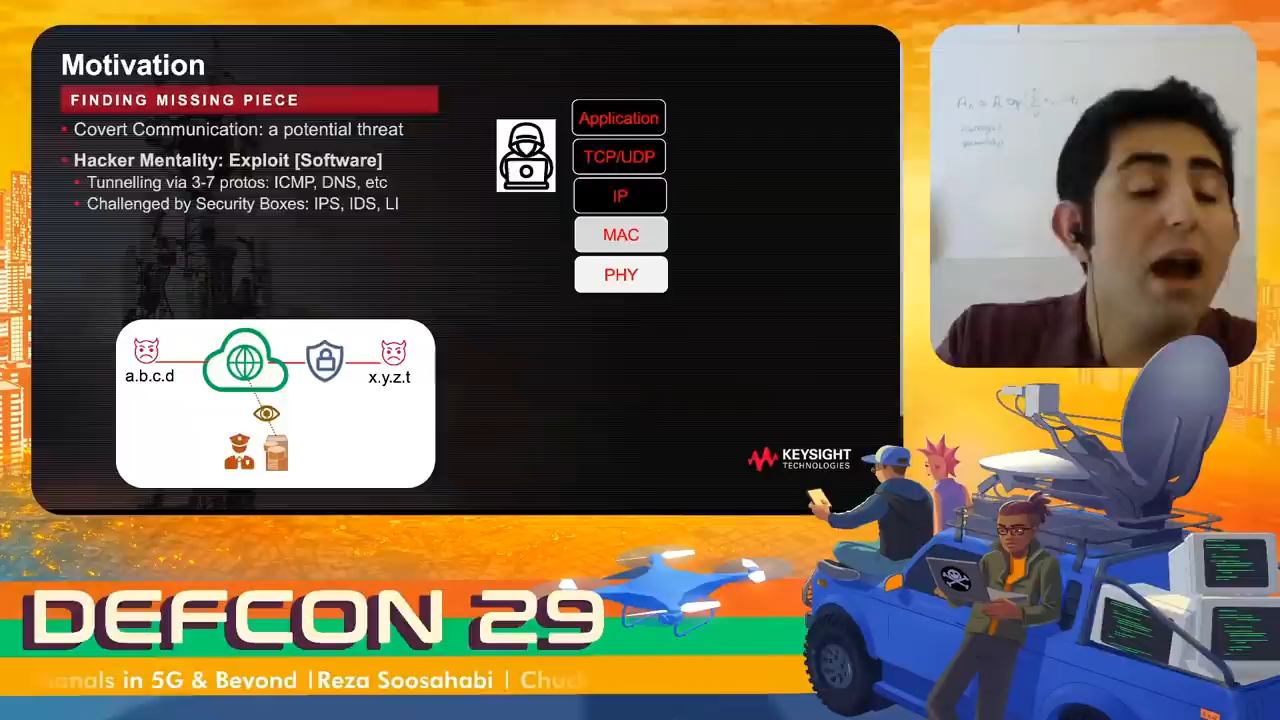 Motivation
FINDING MISSING PIECE
Covert Communication: a potential threat
Hacker Mentality: Exploit [Software]
Tunnelling via 3-7 protos: ICMP, DNS, etc
Challenged by Security Boxes: IPS, IDS, LI
Application
TCP/UDP
IP
MAC
PHY
a.b.c.d
x.y.z.t
KEYSIGHT
TECHNOLOGIES
DEFCON 29
in 5G & Beyond | Reza Soosahabi |